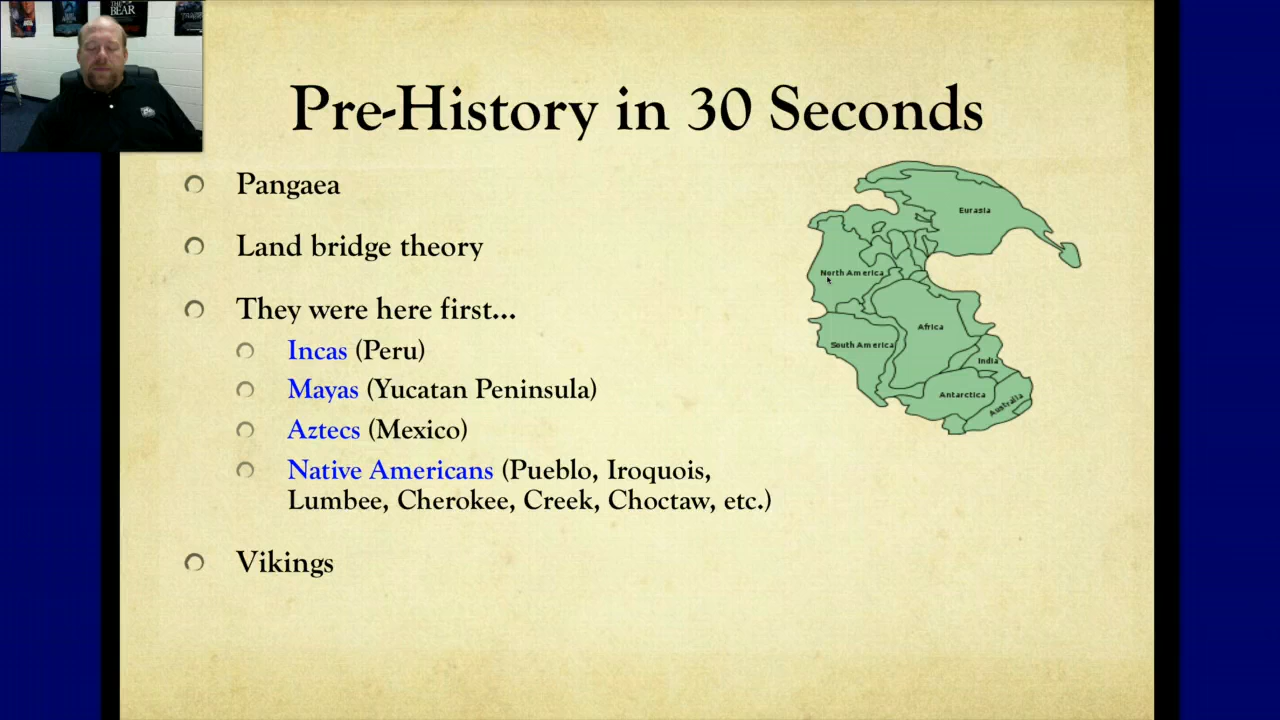 THE
BEAR
Pre-History in 30 Seconds
Pangaea
Land bridge theory
They were here first...
Incas (Peru)
Mayas (Yucatan Peninsula)
Aztecs (Mexico)
Native Americans (Pueblo, Iroquois,
Lumbee, Cherokee, Creek, Choctaw, etc.)
Vikings
Eurasia
North America
Africa
South America
India
Antarctica
Australia